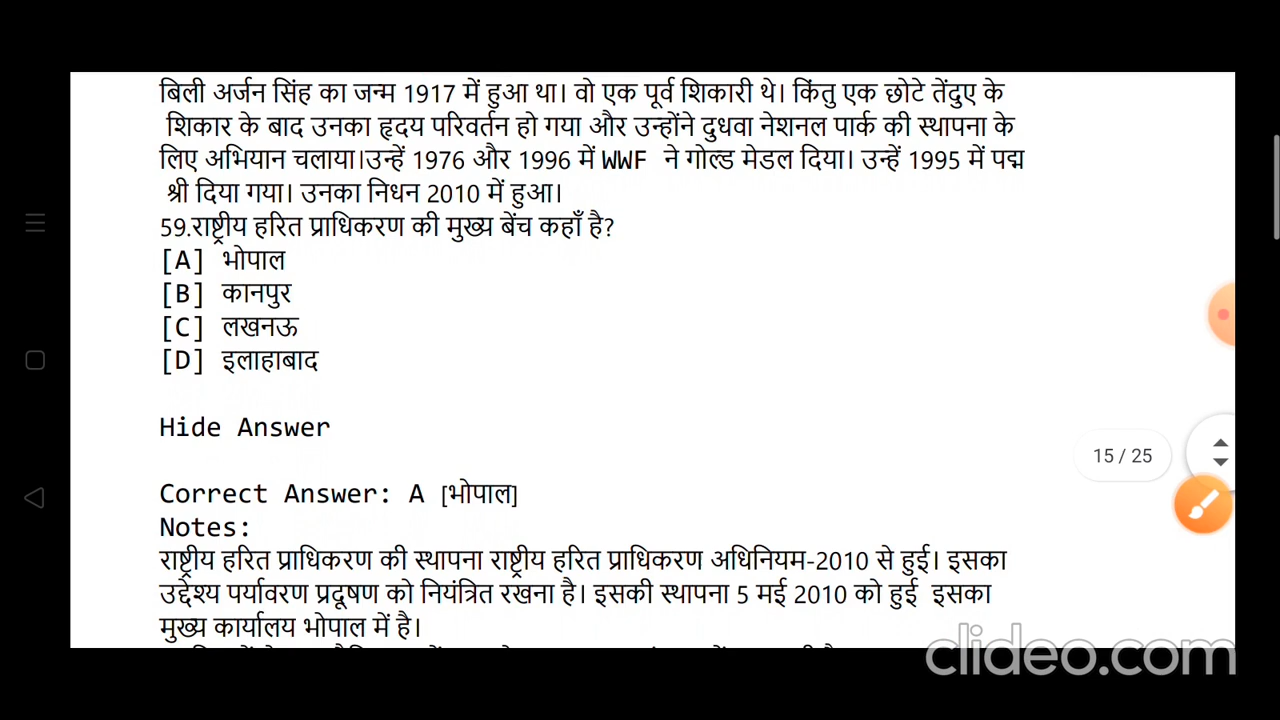 बिली अर्जन सिंह का जन्म 1917 में हुआ था। वो एक पूर्व शिकारी थे। किंतु एक छोटे तेंदुए के
शिकार के बाद उनका हृदय परिवर्तन हो गया और उन्होंने दुधवा नेशनल पार्क की स्थापना के
लिए अभियान चलाया।उन्हें 1976 और 1996 में WWF ने गोल्ड मेडल दिया। उन्हें 1995 में पद्म
श्री दिया गया। उनका निधन 2010 में हुआ।
59.राष्ट्रीय हरित प्राधिकरण की मुख्य बेंच कहाँ है?
[A] भोपाल
[B] कानपुर
[C] लखनऊ
[D] इलाहाबाद
Hide Answer
15 / 25
Correct Answer: A [भोपाल]
Notes:
राष्ट्रीय हरित प्राधिकरण की स्थापना राष्ट्रीय हरित प्राधिकरण अधिनियम-2010 से हुई। इसका
उद्देश्य पर्यावरण प्रदूषण को नियंत्रित रखना है। इसकी स्थापना 5 मई 2010 को हुई इसका
मुख्य कार्यालय भोपाल में है।
clideo.com